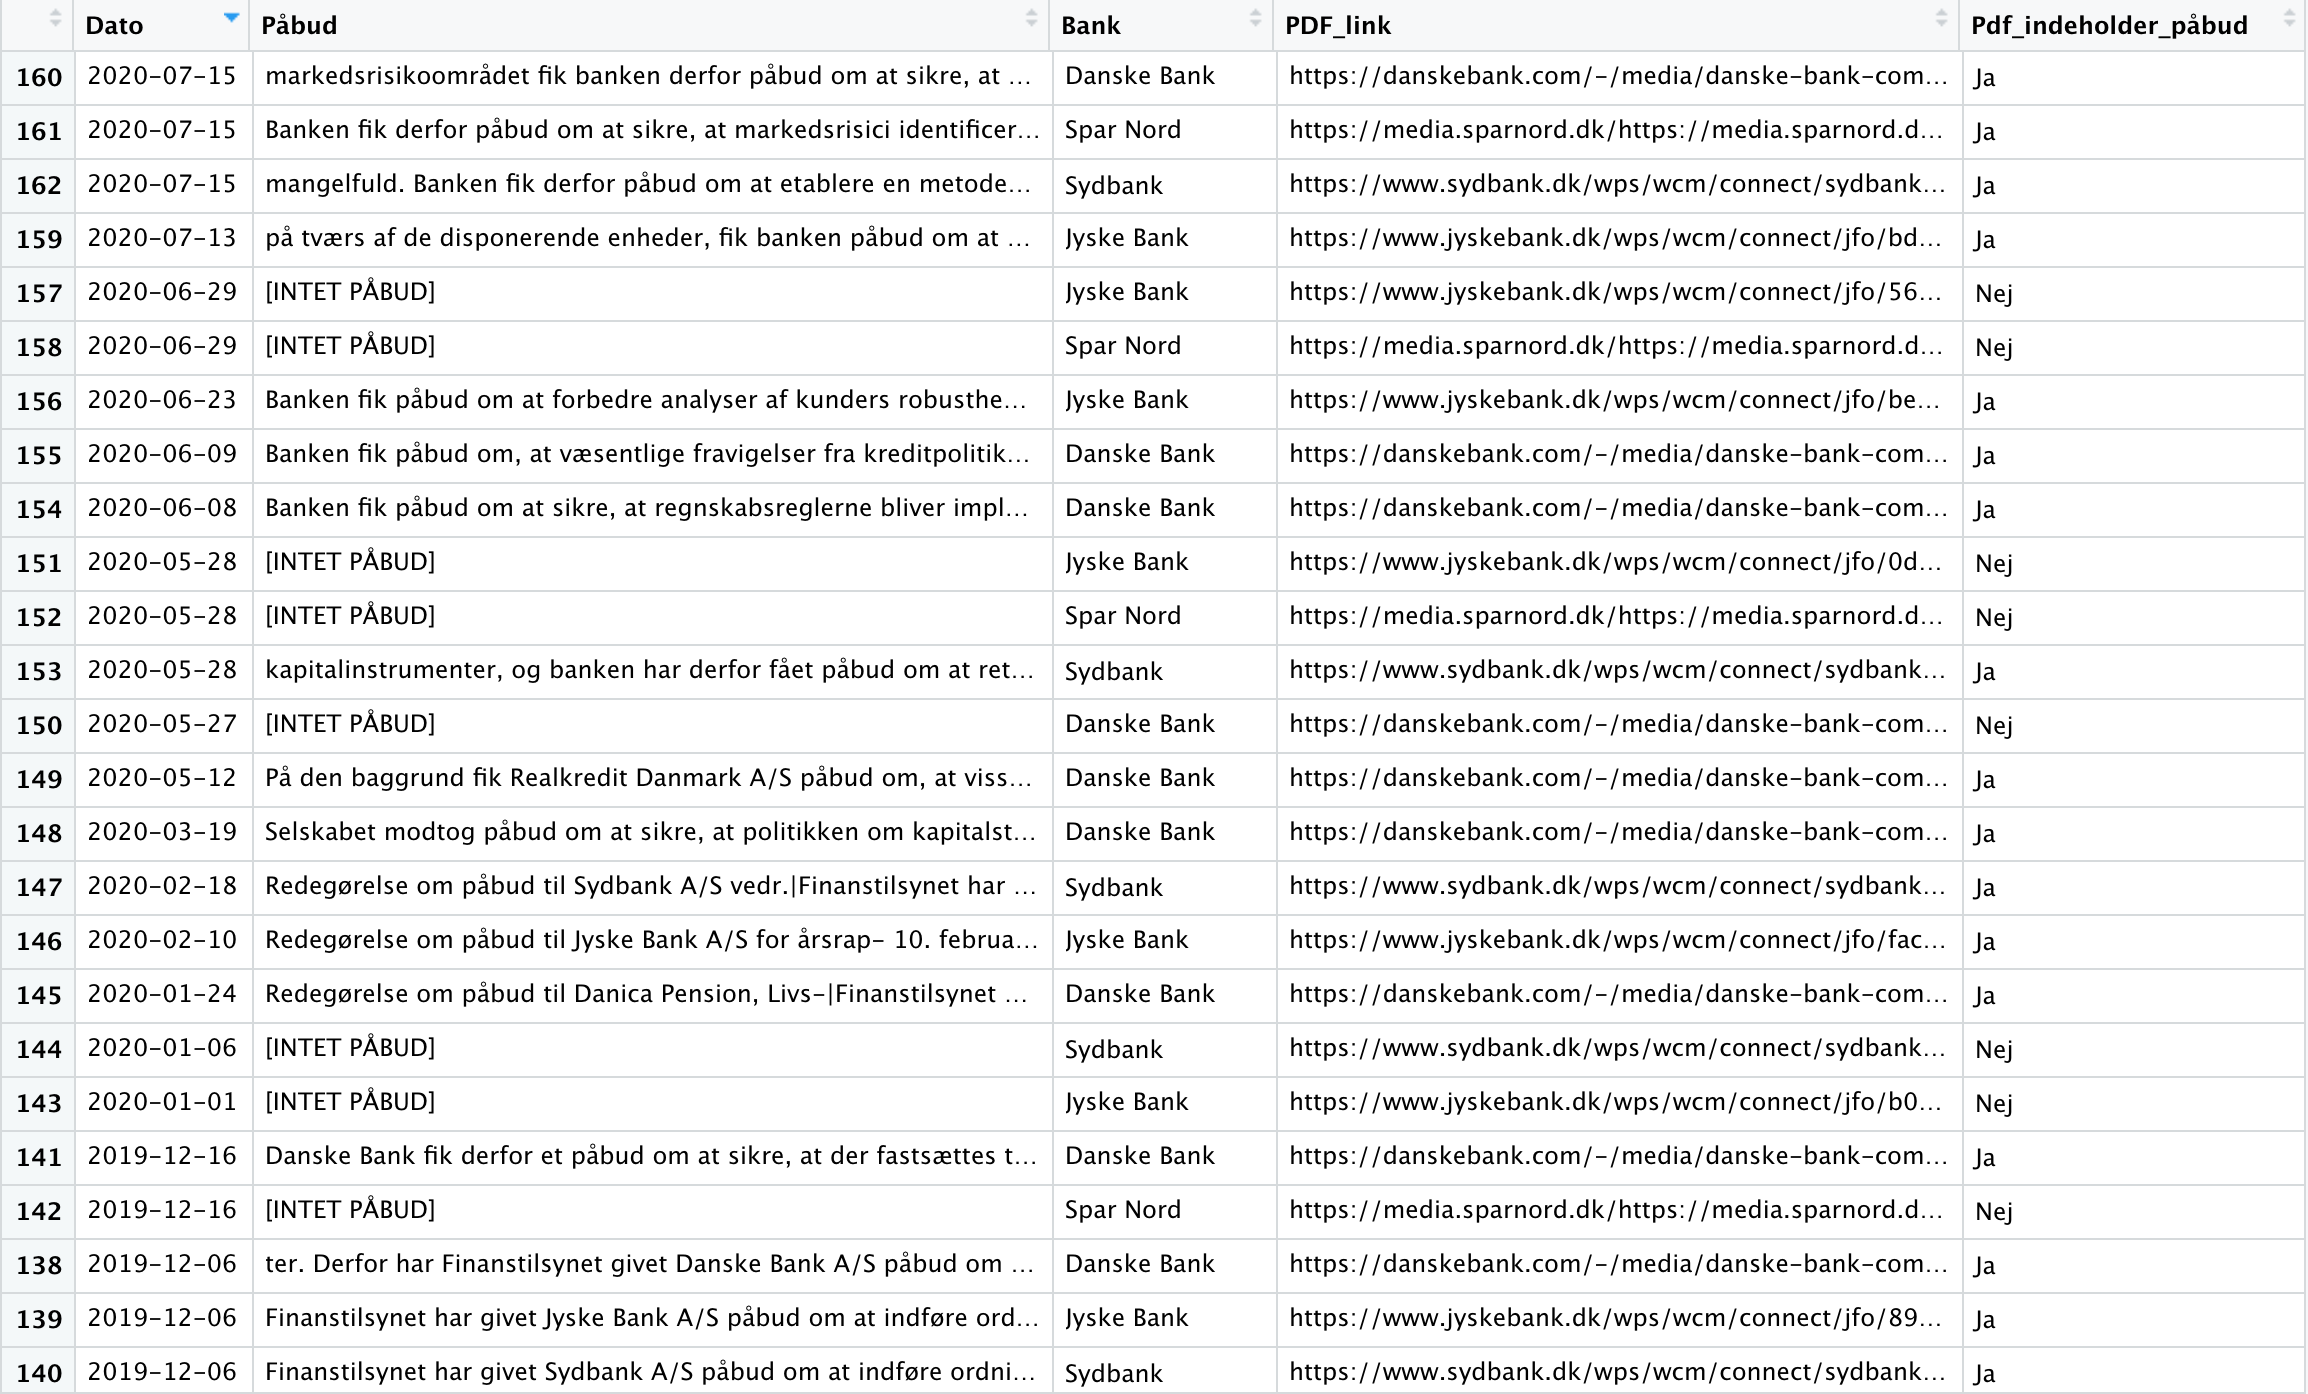 Dato Påbud Bank PDF_link Pdf_indeholder_påbud
160 2020-07-15 markedsrisikoområdet fik banken derfor påbud om at sikre, at … Danske Bank https://danskebank.com/-/media/danske-bank-com… Ja
161 2020-07-15 Banken fik derfor påbud om at sikre, at markedsrisici identificer… Spar Nord https://media.sparnord.dk/https://media.sparnord.d… Ja
162 2020-07-15 mangelfuld. Banken fik derfor påbud om at etablere en metode… Sydbank https://www.sydbank.dk/wps/wcm/connect/sydbank… Ja
159 2020-07-13 på tværs af de disponerende enheder, fik banken påbud om at … Jyske Bank https://www.jyskebank.dk/wps/wcm/connect/jfo/bd… Ja
157 2020-06-29 [INTET PÅBUD] Jyske Bank https://www.jyskebank.dk/wps/wcm/connect/jfo/56… Nej
158 2020-06-29 [INTET PÅBUD] Spar Nord https://media.sparnord.dk/https://media.sparnord.d… Nej
156 2020-06-23 Banken fik påbud om at forbedre analyser af kunders robusthe… Jyske Bank https://www.jyskebank.dk/wps/wcm/connect/jfo/be… Ja
155 2020-06-09 Banken fik påbud om, at væsentlige fravigelser fra kreditpolitik… Danske Bank https://danskebank.com/-/media/danske-bank-com… Ja
154 2020-06-08 Banken fik påbud om at sikre, at regnskabsreglerne bliver impl… Danske Bank https://danskebank.com/-/media/danske-bank-com… Ja
151 2020-05-28 [INTET PÅBUD] Jyske Bank https://www.jyskebank.dk/wps/wcm/connect/jfo/0d… Nej
152 2020-05-28 [INTET PÅBUD] Spar Nord https://media.sparnord.dk/https://media.sparnord.d… Nej
153 2020-05-28 kapitalinstrumenter, og banken har derfor fået påbud om at ret… Sydbank https://www.sydbank.dk/wps/wcm/connect/sydbank… Ja
150 2020-05-27 [INTET PÅBUD] Danske Bank https://danskebank.com/-/media/danske-bank-com… Nej
149 2020-05-12 På den baggrund fik Realkredit Danmark A/S påbud om, at viss… Danske Bank https://danskebank.com/-/media/danske-bank-com… Ja
148 2020-03-19 Selskabet modtog påbud om at sikre, at politikken om kapitalst… Danske Bank https://danskebank.com/-/media/danske-bank-com… Ja
147 2020-02-18 Redegørelse om påbud til Sydbank A/S vedr.|Finanstilsynet har … Sydbank https://www.sydbank.dk/wps/wcm/connect/sydbank… Ja
146 2020-02-10 Redegørelse om påbud til Jyske Bank A/S for årsrap- 10. februa… Jyske Bank https://www.jyskebank.dk/wps/wcm/connect/jfo/fac… Ja
145 2020-01-24 Redegørelse om påbud til Danica Pension, Livs-|Finanstilsynet … Danske Bank https://danskebank.com/-/media/danske-bank-com… Ja
144 2020-01-06 [INTET PÅBUD] Sydbank https://www.sydbank.dk/wps/wcm/connect/sydbank… Nej
143 2020-01-01 [INTET PÅBUD] Jyske Bank https://www.jyskebank.dk/wps/wcm/connect/jfo/b0… Nej
141 2019-12-16 Danske Bank fik derfor et påbud om at sikre, at der fastsættes t… Danske Bank https://danskebank.com/-/media/danske-bank-com… Ja
142 2019-12-16 [INTET PÅBUD] Spar Nord https://media.sparnord.dk/https://media.sparnord.d… Nej
138 2019-12-06 ter. Derfor har Finanstilsynet givet Danske Bank A/S påbud om … Danske Bank https://danskebank.com/-/media/danske-bank-com… Ja
139 2019-12-06 Finanstilsynet har givet Jyske Bank A/S påbud om at indføre ord… Jyske Bank https://www.jyskebank.dk/wps/wcm/connect/jfo/89… Ja
140 2019-12-06 Finanstilsynet har givet Sydbank A/S påbud om at indføre ordni… Sydbank https://www.sydbank.dk/wps/wcm/connect/sydbank… Ja